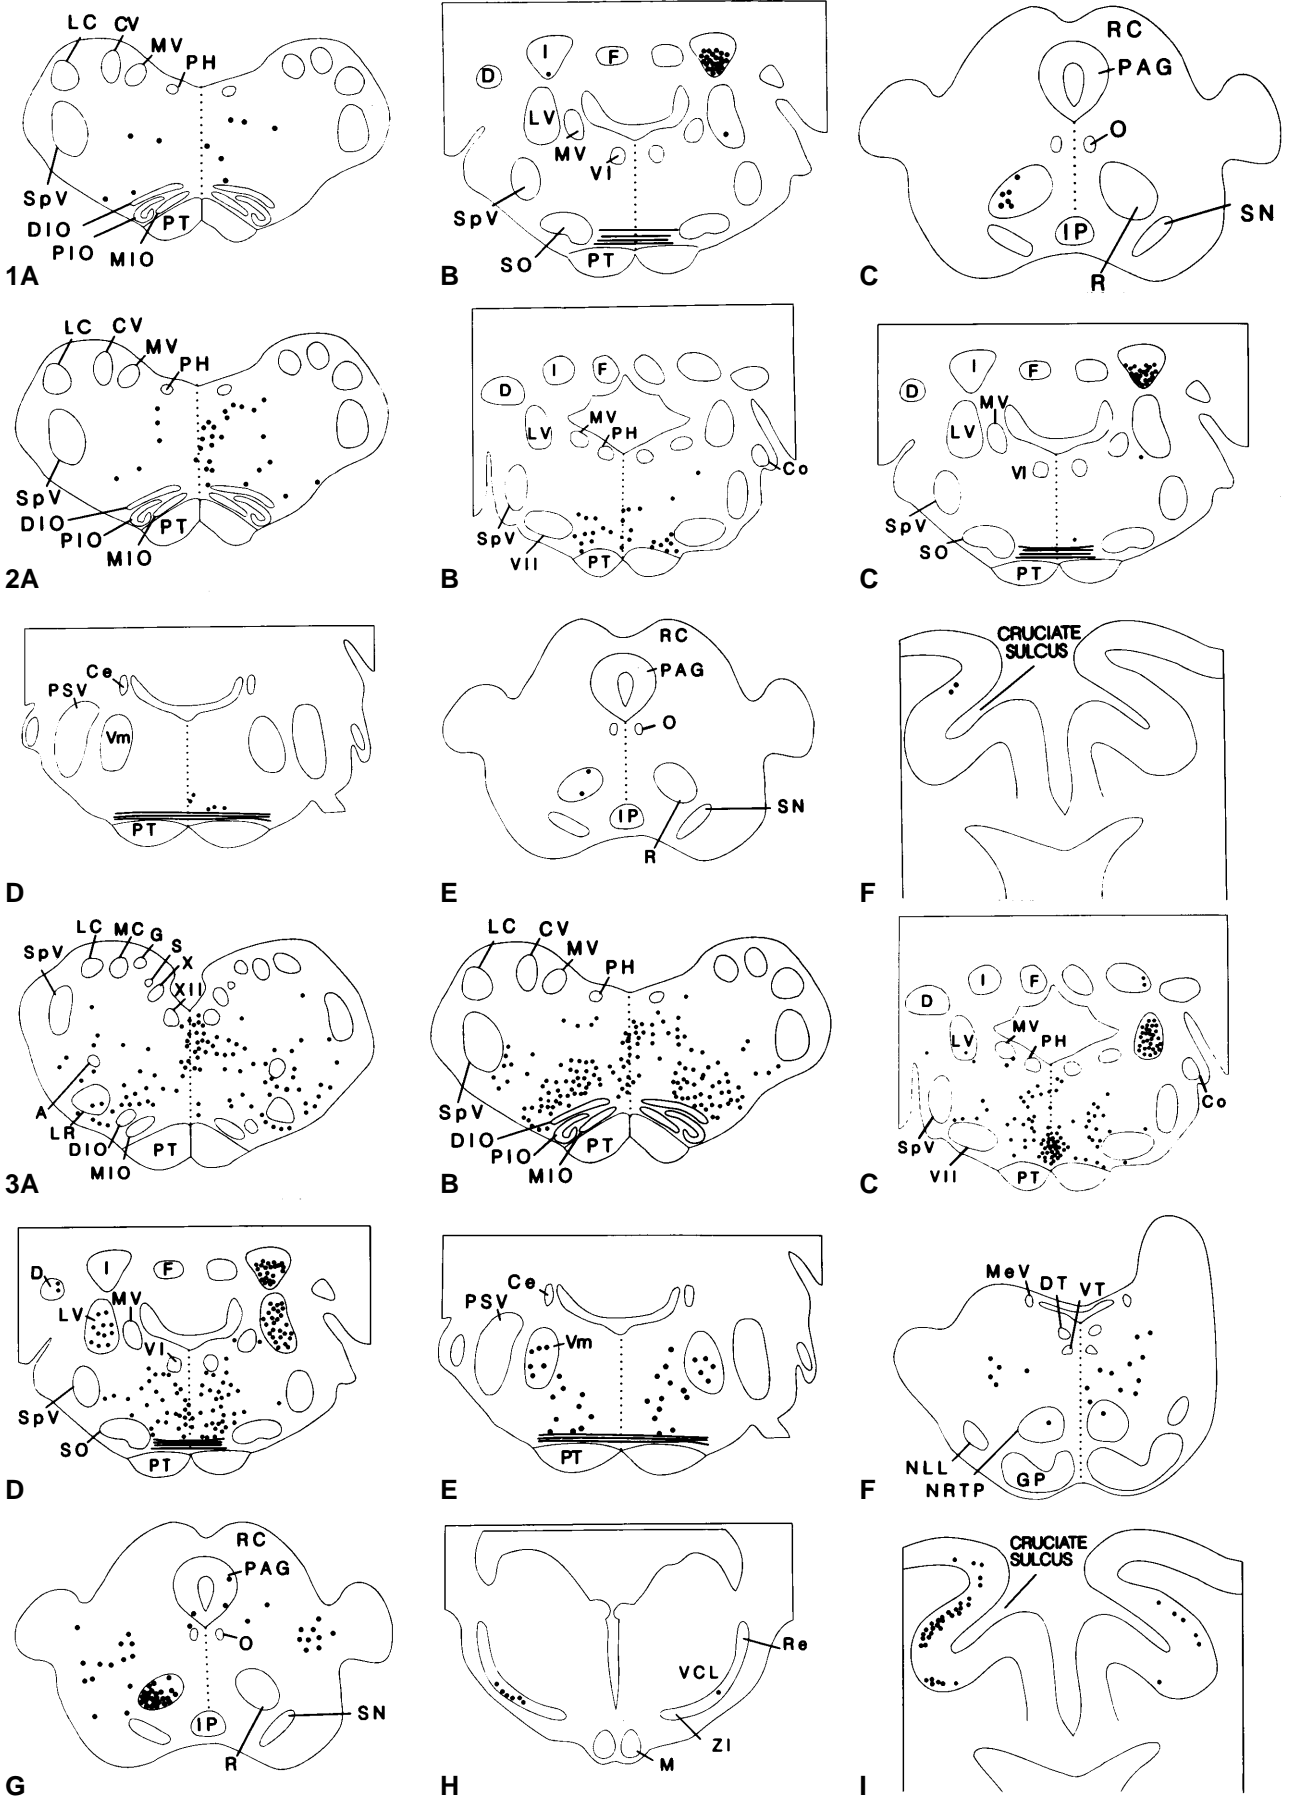 LC CV
MV
PH
SpV
DIO
PIO
MIO
PT
1A
I
F
D
LV
MV
VI
SpV
SO
PT
B
RC
PAG
O
SN
IP
R
C
LC CV
MV
PH
SpV
DIO
PIO
MIO
PT
2A
D
I
F
LV
MV
PH
Co
SpV
VII
PT
B
I
F
D
MV
LV
VI
SpV
SO
PT
C
Ce
PSV
Vm
PT
D
RC
PAG
O
SN
IP
R
E
CRUCIATE
SULCUS
F
LC MC G
SpV
S
X
XII
A
LR
DIO
MIO
PT
3A
LC CV
MV
PH
SpV
DIO
PIO
MIO
PT
B
I
F
D
MV
LV
PH
Co
SpV
VII
PT
C
D
I
F
LV
MV
VI
SpV
SO
PT
D
Ce
PSV
Vm
PT
E
MeV
DT
VT
NLL
NRTP
GP
F
RC
PAG
O
SN
IP
R
G
Re
VCL
ZI
M
H
CRUCIATE
SULCUS
I